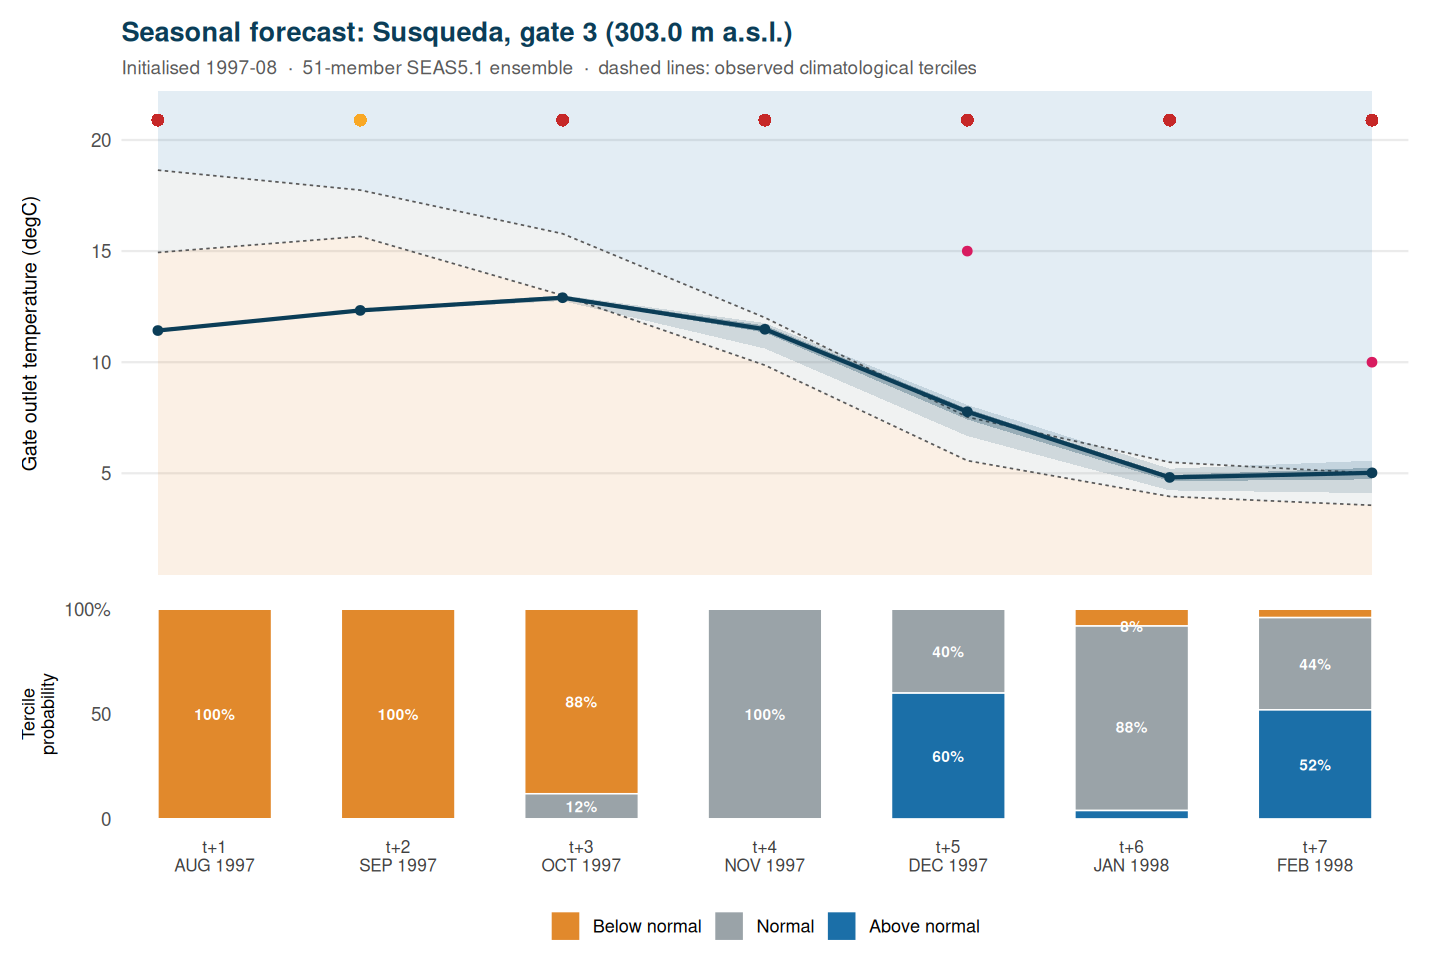 Seasonal forecast: Susqueda, gate 3 (303.0 m a.s.l.)
Initialised 1997-08 · 51-member SEAS5.1 ensemble · dashed lines: observed climatological terciles
Gate outlet temperature (degC)
20
15
10
5
Tercile
probability
100%
50
0
100%
100%
88%
12%
100%
40%
60%
8%
88%
44%
52%
t+1
AUG 1997
t+2
SEP 1997
t+3
OCT 1997
t+4
NOV 1997
t+5
DEC 1997
t+6
JAN 1998
t+7
FEB 1998
Below normal
Normal
Above normal